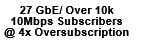 27 GbE/ Over 10k
10Mbps Subscribers
@ 4x Oversubscription